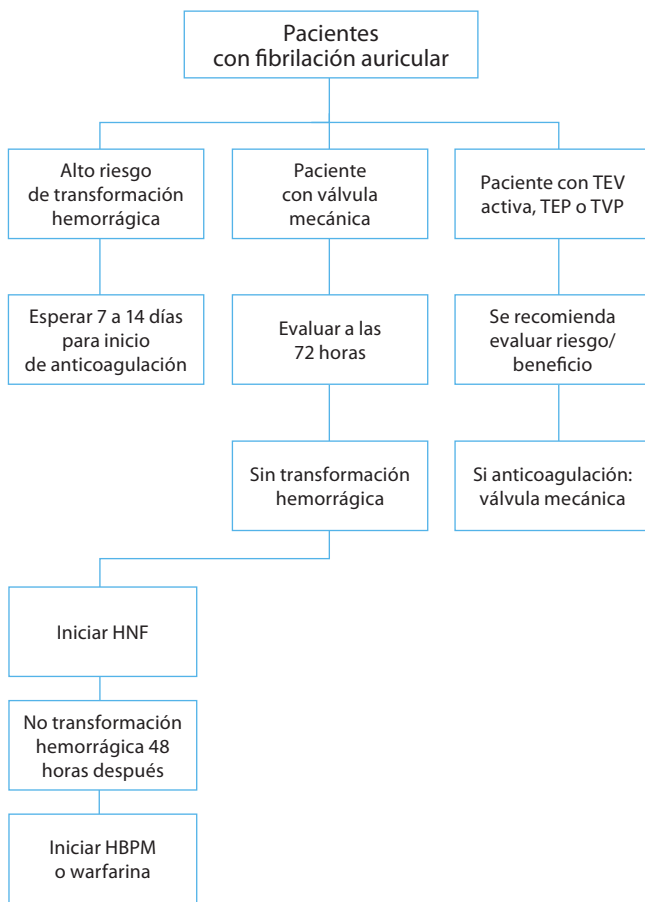 Pacientes
con fibrilación auricular
Alto riesgo
de transformación
hemorrágica
Paciente
con válvula
mecánica
Paciente con TEV
activa, TEP o TVP
Esperar 7 a 14 días
para inicio
de anticoagulación
Evaluar a las
72 horas
Se recomienda
evaluar riesgo/
beneficio
Sin transformación
hemorrágica
Si anticoagulación:
válvula mecánica
Iniciar HNF
No transformación
hemorrágica 48
horas después
Iniciar HBPM
o warfarina